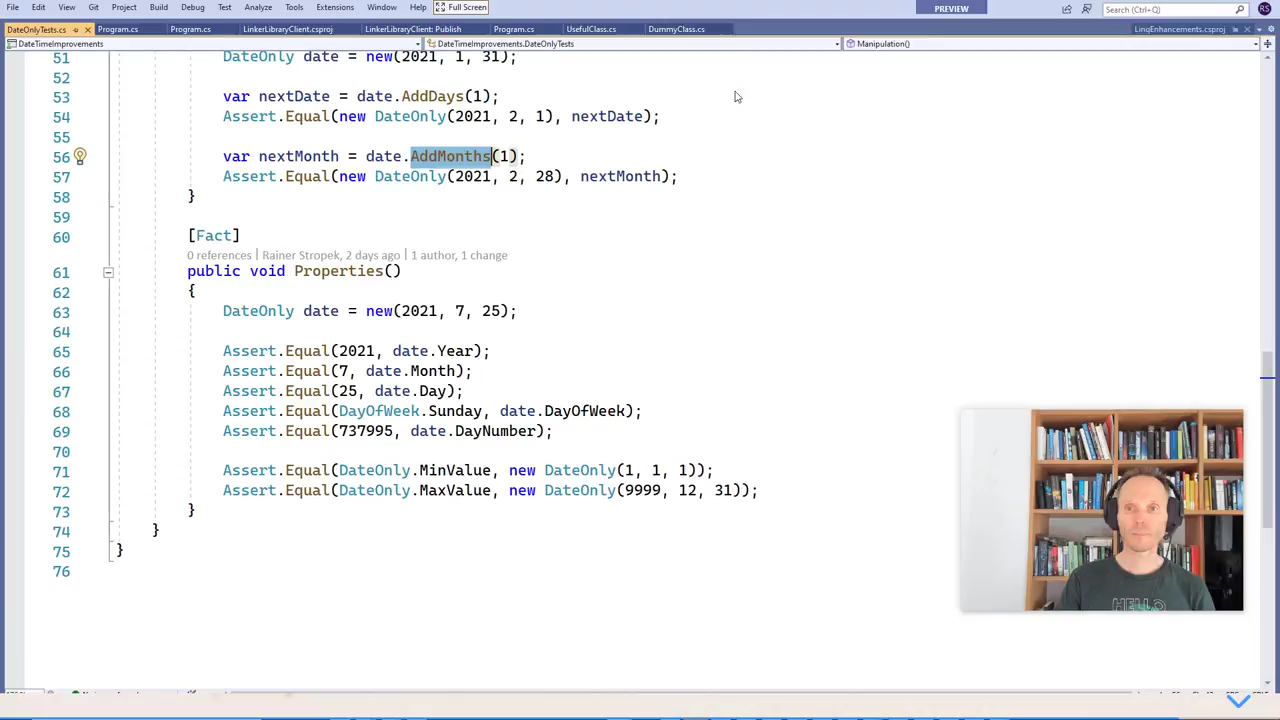 File Edit View Git Project Build Debug Test Analyze Tools Extensions Window Help Full Screen PREVIEW Search (Ctrl+Q) RS
DateOnlyTests.cs Program.cs Program.cs LinkerLibraryClient.csproj LinkerLibraryClient: Publish Program.cs UsefulClass.cs DummyClass.cs LinqEnhancements.csproj
DateTimeImprovements DateTimeImprovements.DateOnlyTests Manipulation()
51 DateOnly date = new(2021, 1, 31);
52
53 var nextDate = date.AddDays(1);
54 Assert.Equal(new DateOnly(2021, 2, 1), nextDate);
55
56 var nextMonth = date.AddMonths(1);
57 Assert.Equal(new DateOnly(2021, 2, 28), nextMonth);
58 }
59
60 [Fact]
0 references | Rainer Stropek, 2 days ago | 1 author, 1 change
61 public void Properties()
62 {
63 DateOnly date = new(2021, 7, 25);
64
65 Assert.Equal(2021, date.Year);
66 Assert.Equal(7, date.Month);
67 Assert.Equal(25, date.Day);
68 Assert.Equal(DayOfWeek.Sunday, date.DayOfWeek);
69 Assert.Equal(737995, date.DayNumber);
70
71 Assert.Equal(DateOnly.MinValue, new DateOnly(1, 1, 1));
72 Assert.Equal(DateOnly.MaxValue, new DateOnly(9999, 12, 31));
73 }
74 }
75 }
76
HELLO